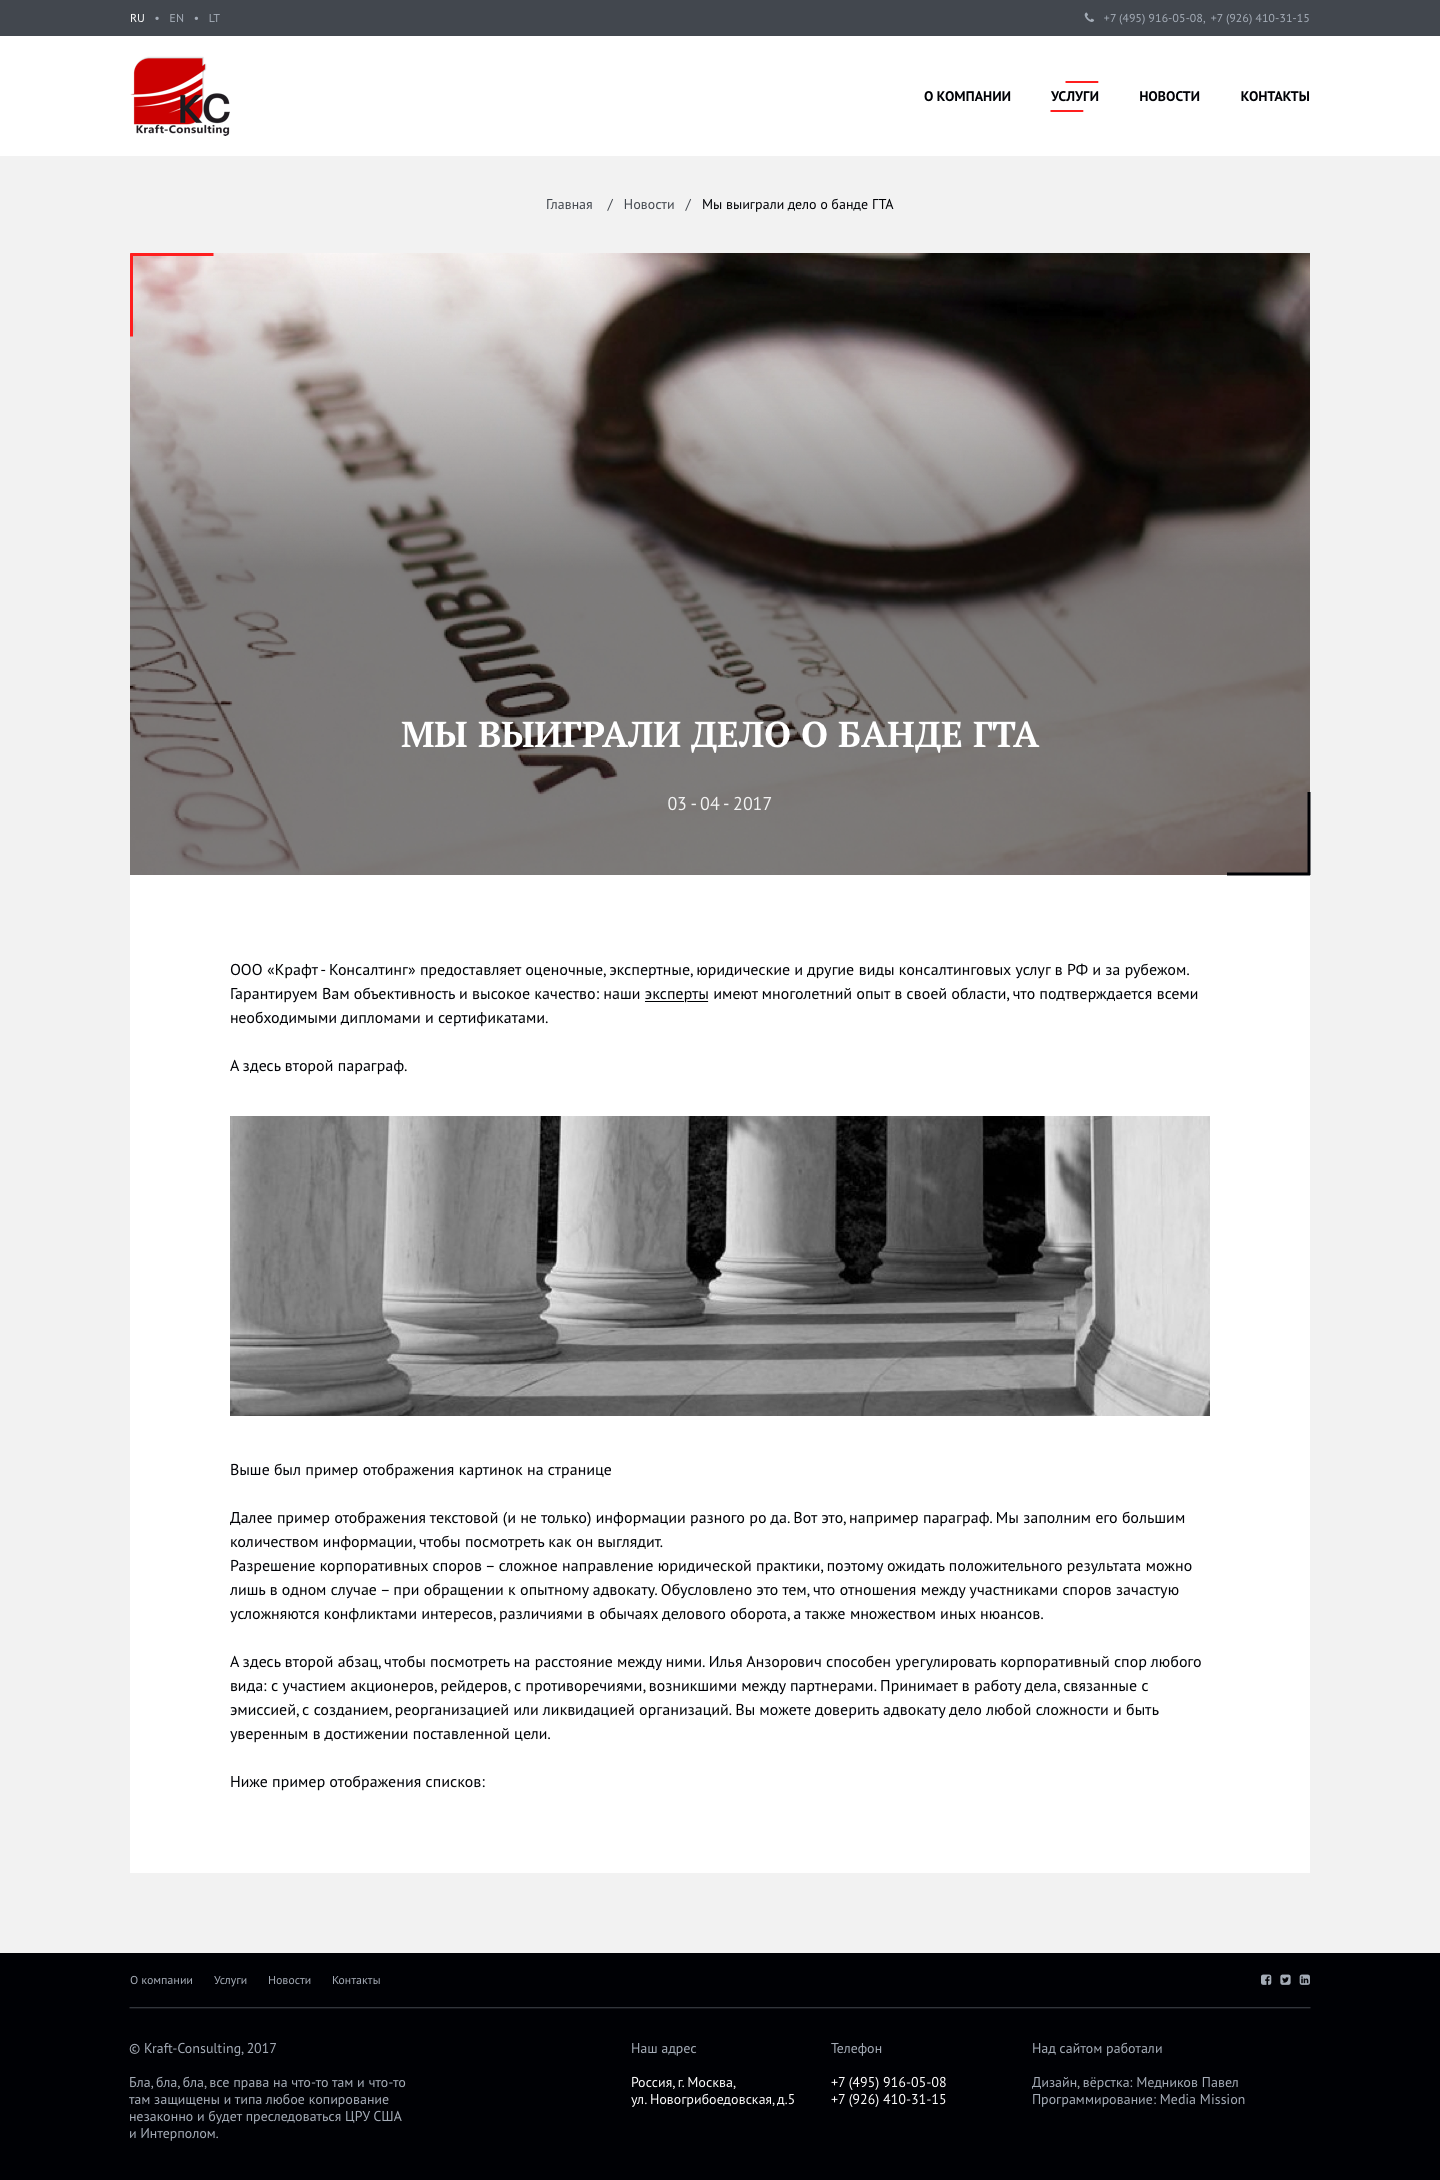 RU • EN • LT
+7 (495) 916-05-08, +7 (926) 410-31-15
KC
Kraft-Consulting
О КОМПАНИИ УСЛУГИ НОВОСТИ КОНТАКТЫ
Главная / Новости / Мы выиграли дело о банде ГТА
УГОЛОВНОЕ ДЕЛО
обвинению
МЫ ВЫИГРАЛИ ДЕЛО О БАНДЕ ГТА
03 - 04 - 2017
ООО «Крафт - Консалтинг» предоставляет оценочные, экспертные, юридические и другие виды консалтинговых услуг в РФ и за рубежом.
Гарантируем Вам объективность и высокое качество: наши эксперты имеют многолетний опыт в своей области, что подтверждается всеми
необходимыми дипломами и сертификатами.
А здесь второй параграф.
Выше был пример отображения картинок на странице
Далее пример отображения текстовой (и не только) информации разного ро да. Вот это, например параграф. Мы заполним его большим
количеством информации, чтобы посмотреть как он выглядит.
Разрешение корпоративных споров – сложное направление юридической практики, поэтому ожидать положительного результата можно
лишь в одном случае – при обращении к опытному адвокату. Обусловлено это тем, что отношения между участниками споров зачастую
усложняются конфликтами интересов, различиями в обычаях делового оборота, а также множеством иных нюансов.
А здесь второй абзац, чтобы посмотреть на расстояние между ними. Илья Анзорович способен урегулировать корпоративный спор любого
вида: с участием акционеров, рейдеров, с противоречиями, возникшими между партнерами. Принимает в работу дела, связанные с
эмиссией, с созданием, реорганизацией или ликвидацией организаций. Вы можете доверить адвокату дело любой сложности и быть
уверенным в достижении поставленной цели.
Ниже пример отображения списков:
О компании Услуги Новости Контакты
© Kraft-Consulting, 2017
Бла, бла, бла, все права на что-то там и что-то
там защищены и типа любое копирование
незаконно и будет преследоваться ЦРУ США
и Интерполом.
Наш адрес
Россия, г. Москва,
ул. Новогрибоедовская, д.5
Телефон
+7 (495) 916-05-08
+7 (926) 410-31-15
Над сайтом работали
Дизайн, вёрстка: Медников Павел
Программирование: Media Mission